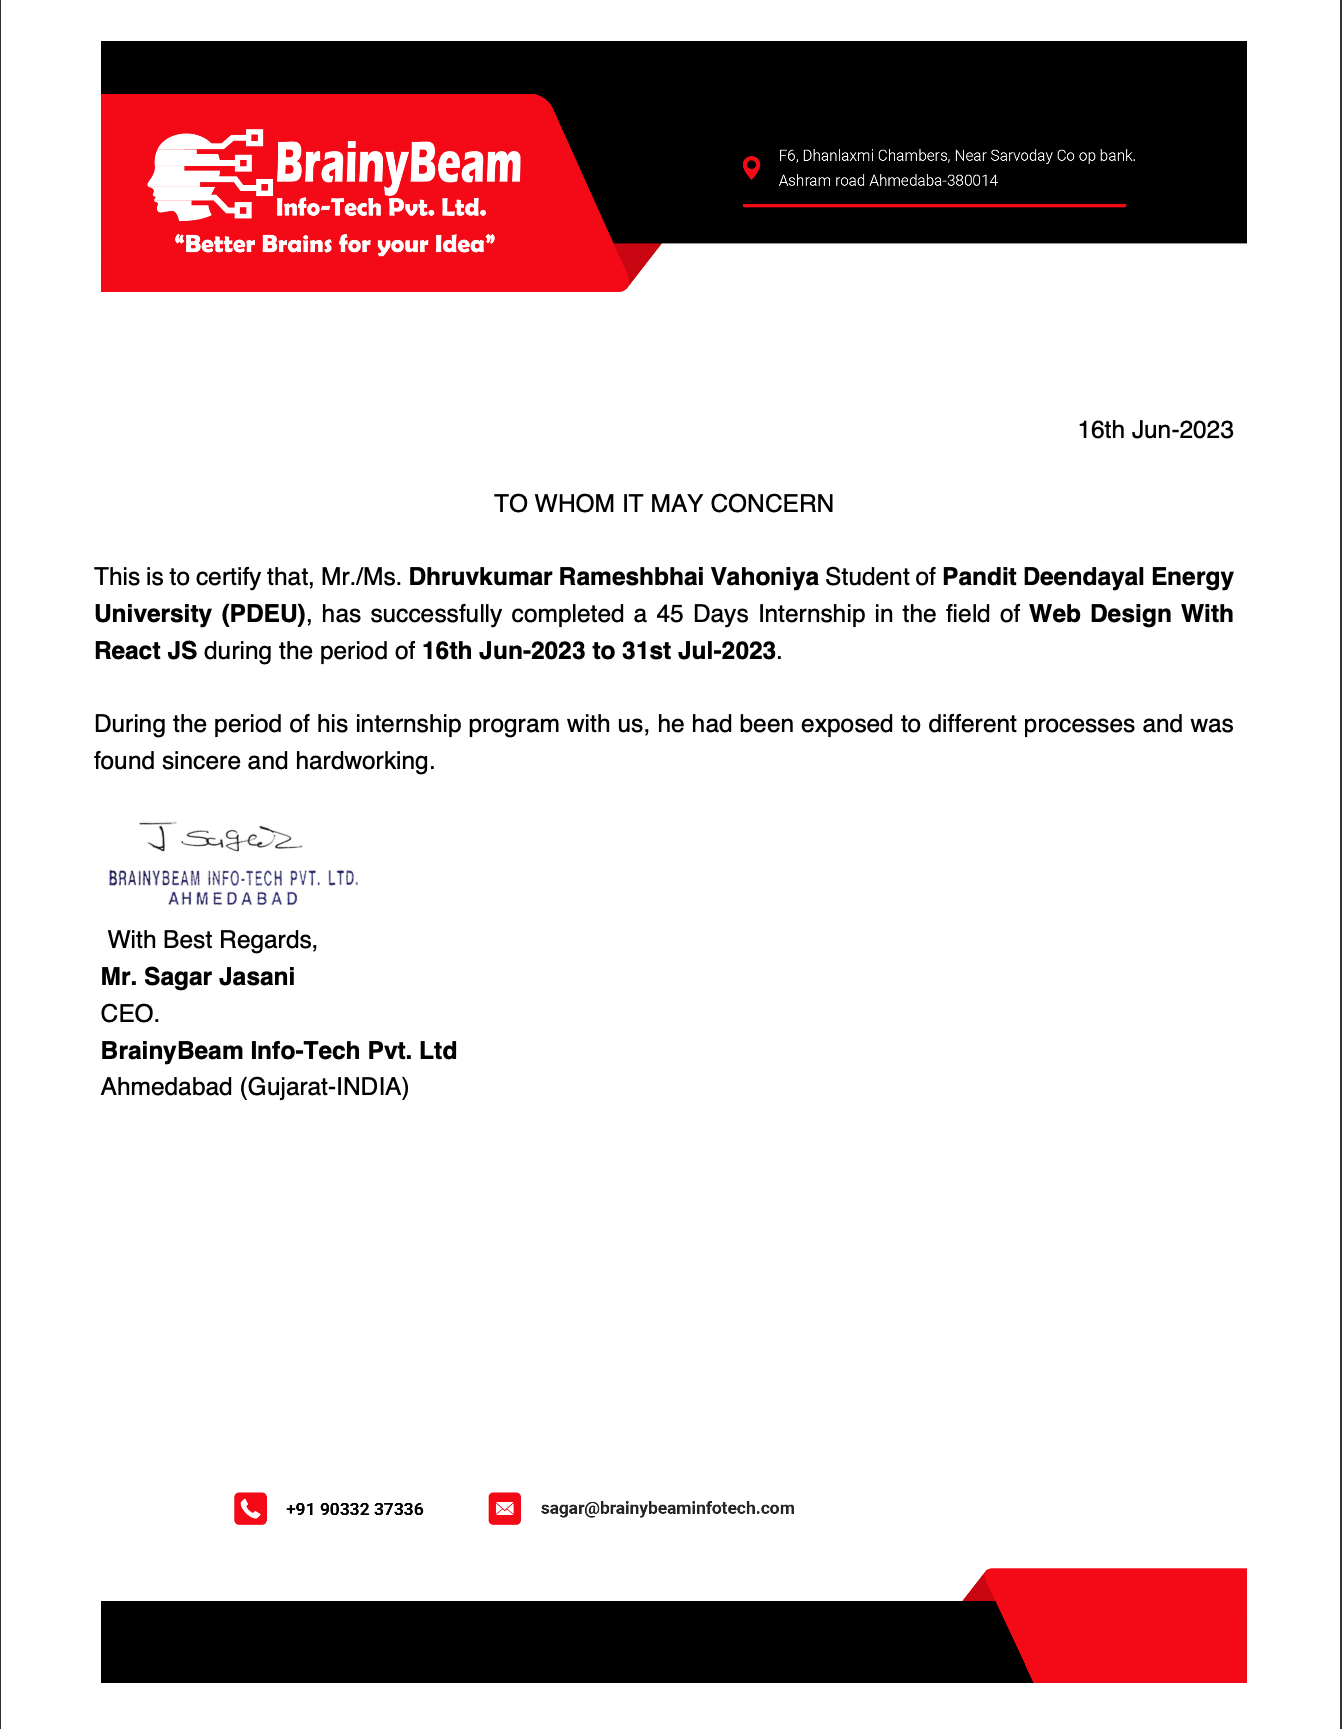 BrainyBeam
Info-Tech Pvt. Ltd.
“Better Brains for your Idea”
F6, Dhanlaxmi Chambers, Near Sarvoday Co op bank.
Ashram road Ahmedaba-380014
16th Jun-2023
TO WHOM IT MAY CONCERN
This is to certify that, Mr./Ms. Dhruvkumar Rameshbhai Vahoniya Student of Pandit Deendayal Energy
University (PDEU), has successfully completed a 45 Days Internship in the field of Web Design With
React JS during the period of 16th Jun-2023 to 31st Jul-2023.
During the period of his internship program with us, he had been exposed to different processes and was
found sincere and hardworking.
J Sagar
BRAINYBEAM INFO-TECH PVT. LTD.
AHMEDABAD
With Best Regards,
Mr. Sagar Jasani
CEO.
BrainyBeam Info-Tech Pvt. Ltd
Ahmedabad (Gujarat-INDIA)
+91 90332 37336
sagar@brainybeaminfotech.com